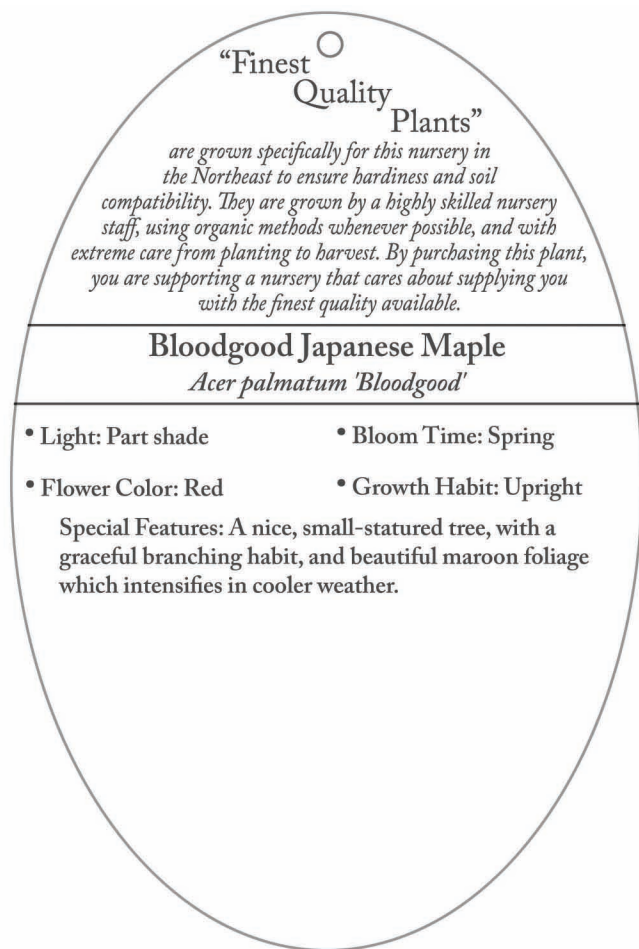 “Finest
Quality
Plants”
are grown specifically for this nursery in
the Northeast to ensure hardiness and soil
compatibility. They are grown by a highly skilled nursery
staff, using organic methods whenever possible, and with
extreme care from planting to harvest. By purchasing this plant,
you are supporting a nursery that cares about supplying you
with the finest quality available.
Bloodgood Japanese Maple
Acer palmatum 'Bloodgood'
• Light: Part shade
• Bloom Time: Spring
• Flower Color: Red
• Growth Habit: Upright
Special Features: A nice, small-statured tree, with a
graceful branching habit, and beautiful maroon foliage
which intensifies in cooler weather.